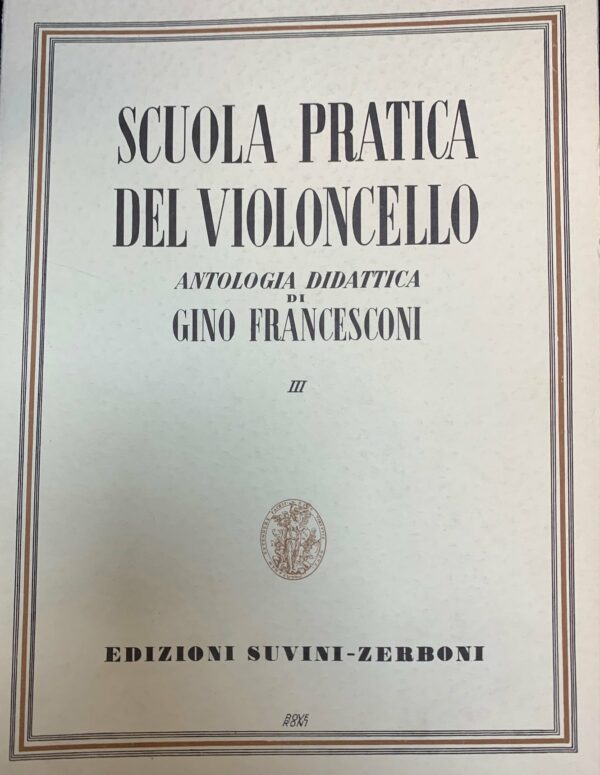 SCUOLA PRATICA
DEL VIOLONCELLO
ANTOLOGIA DIDATTICA
DI
GINO FRANCESCONI
III
EDIZIONI SUVINI-ZERBONI